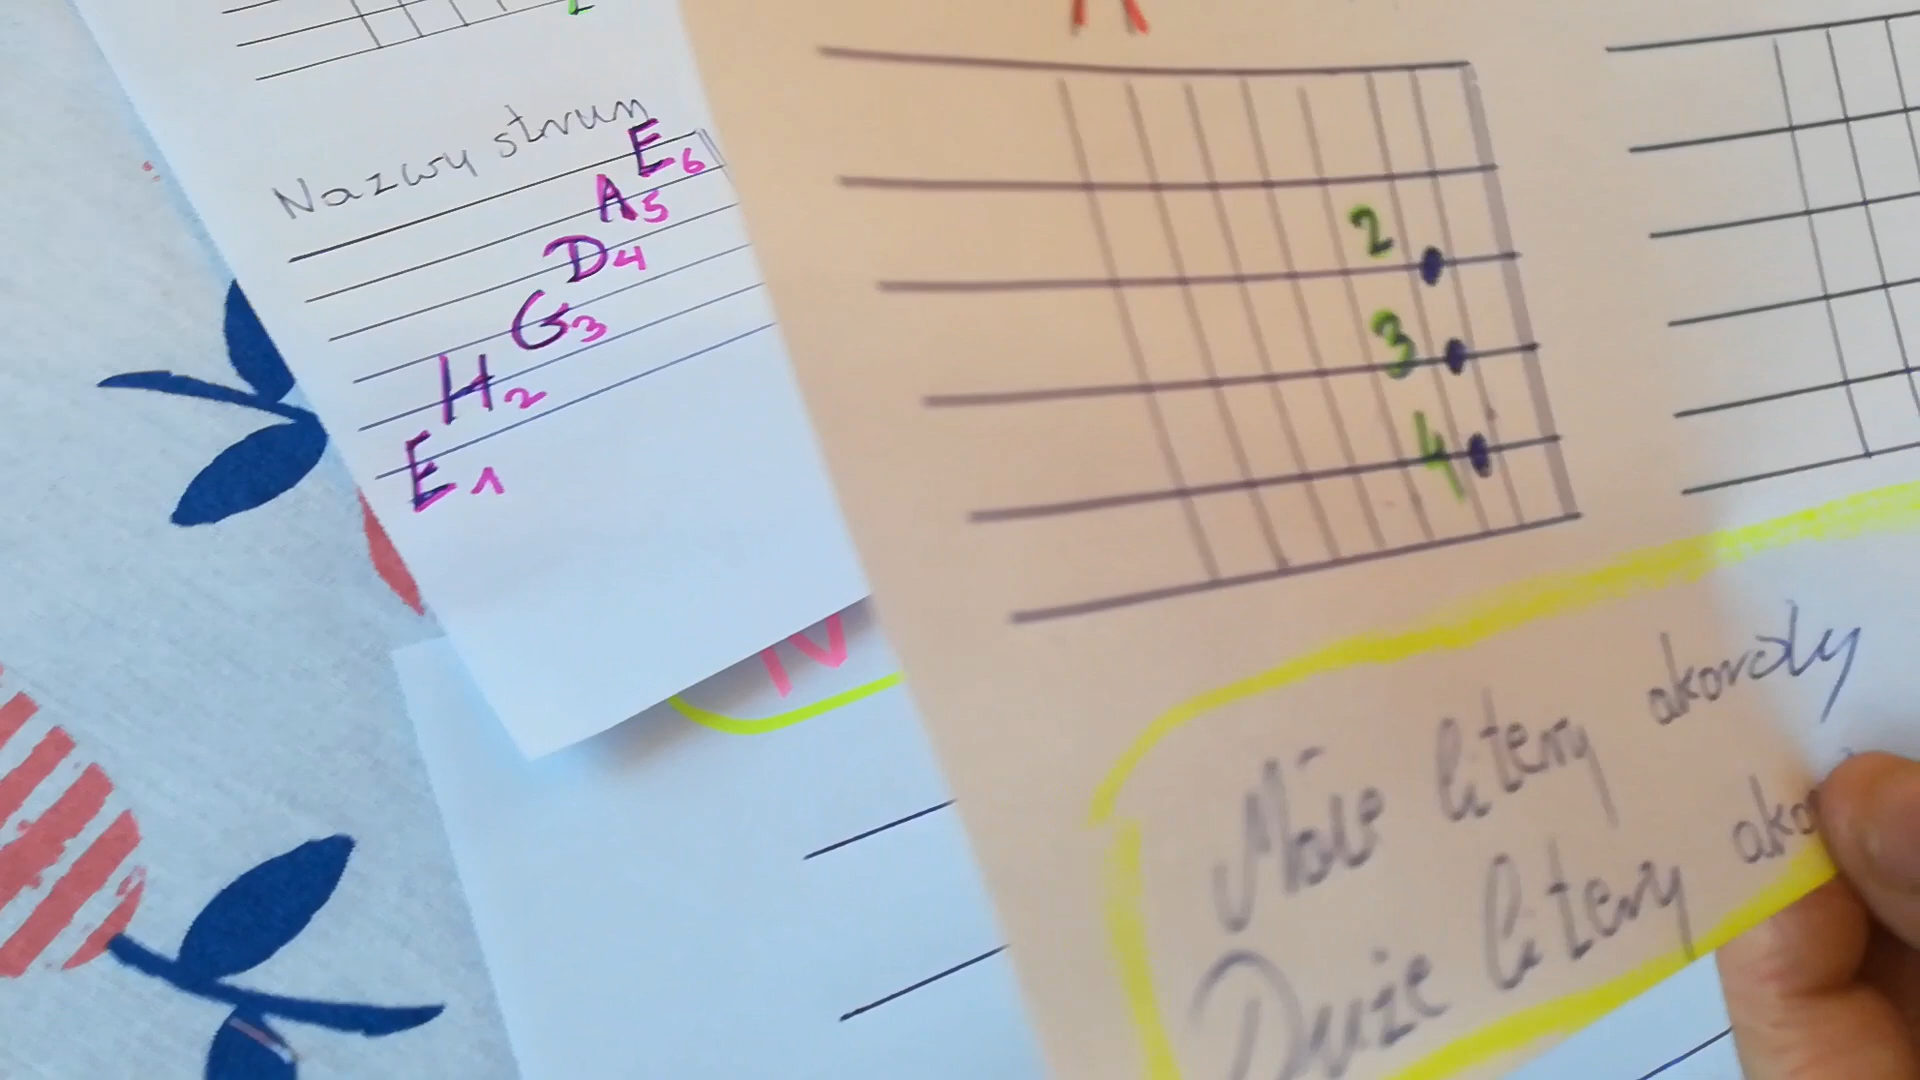 Nazwy strun
E6
A5
D4
G3
H2
E1
2
3
4
Małe litery akordy
Duże litery